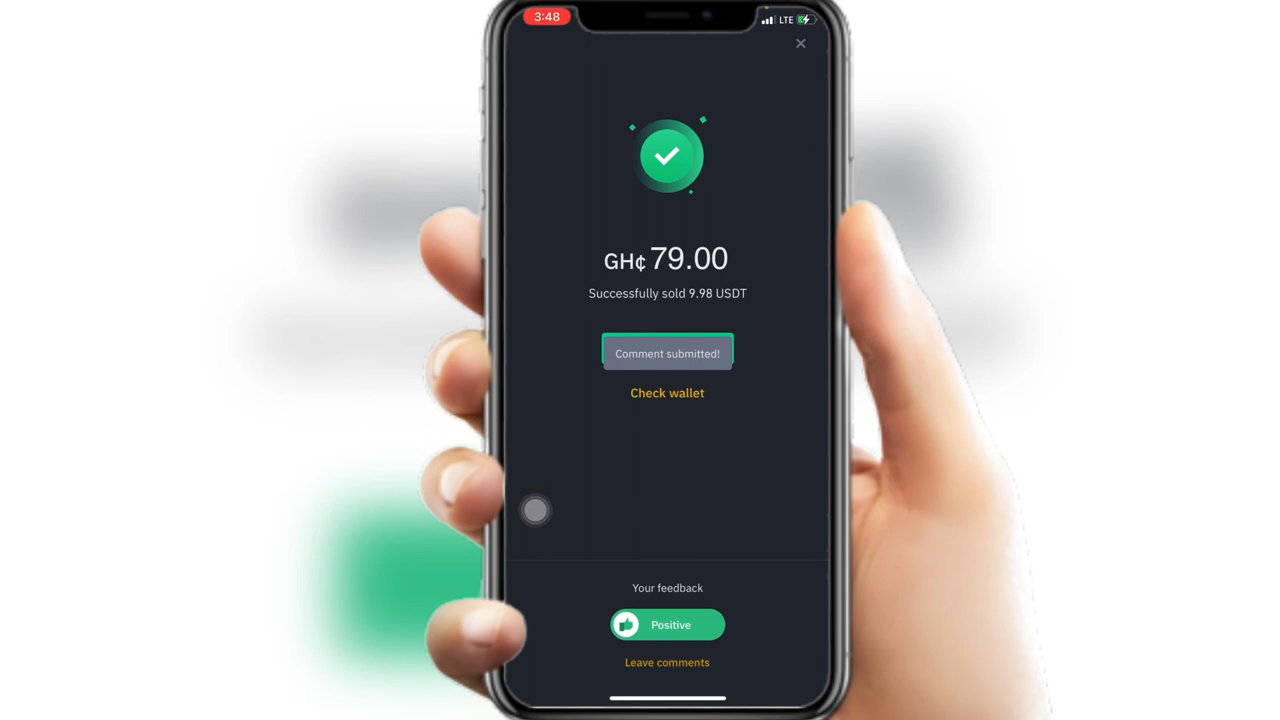 3:48
LTE
GH¢ 79.00
Successfully sold 9.98 USDT
Comment submitted!
Check wallet
Your feedback
Positive
Leave comments